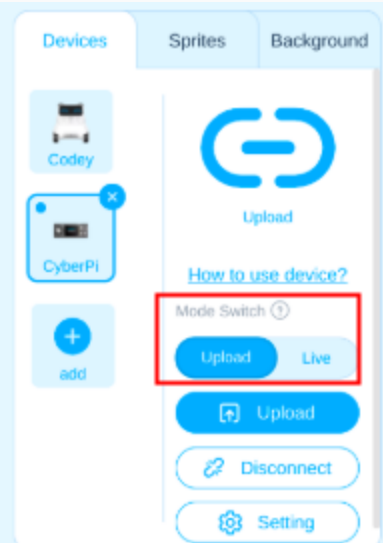 Devices Sprites Background
Codey
Upload
CyberPi
How to use device?
Mode Switch ?
Upload Live
add
Upload
Disconnect
Setting